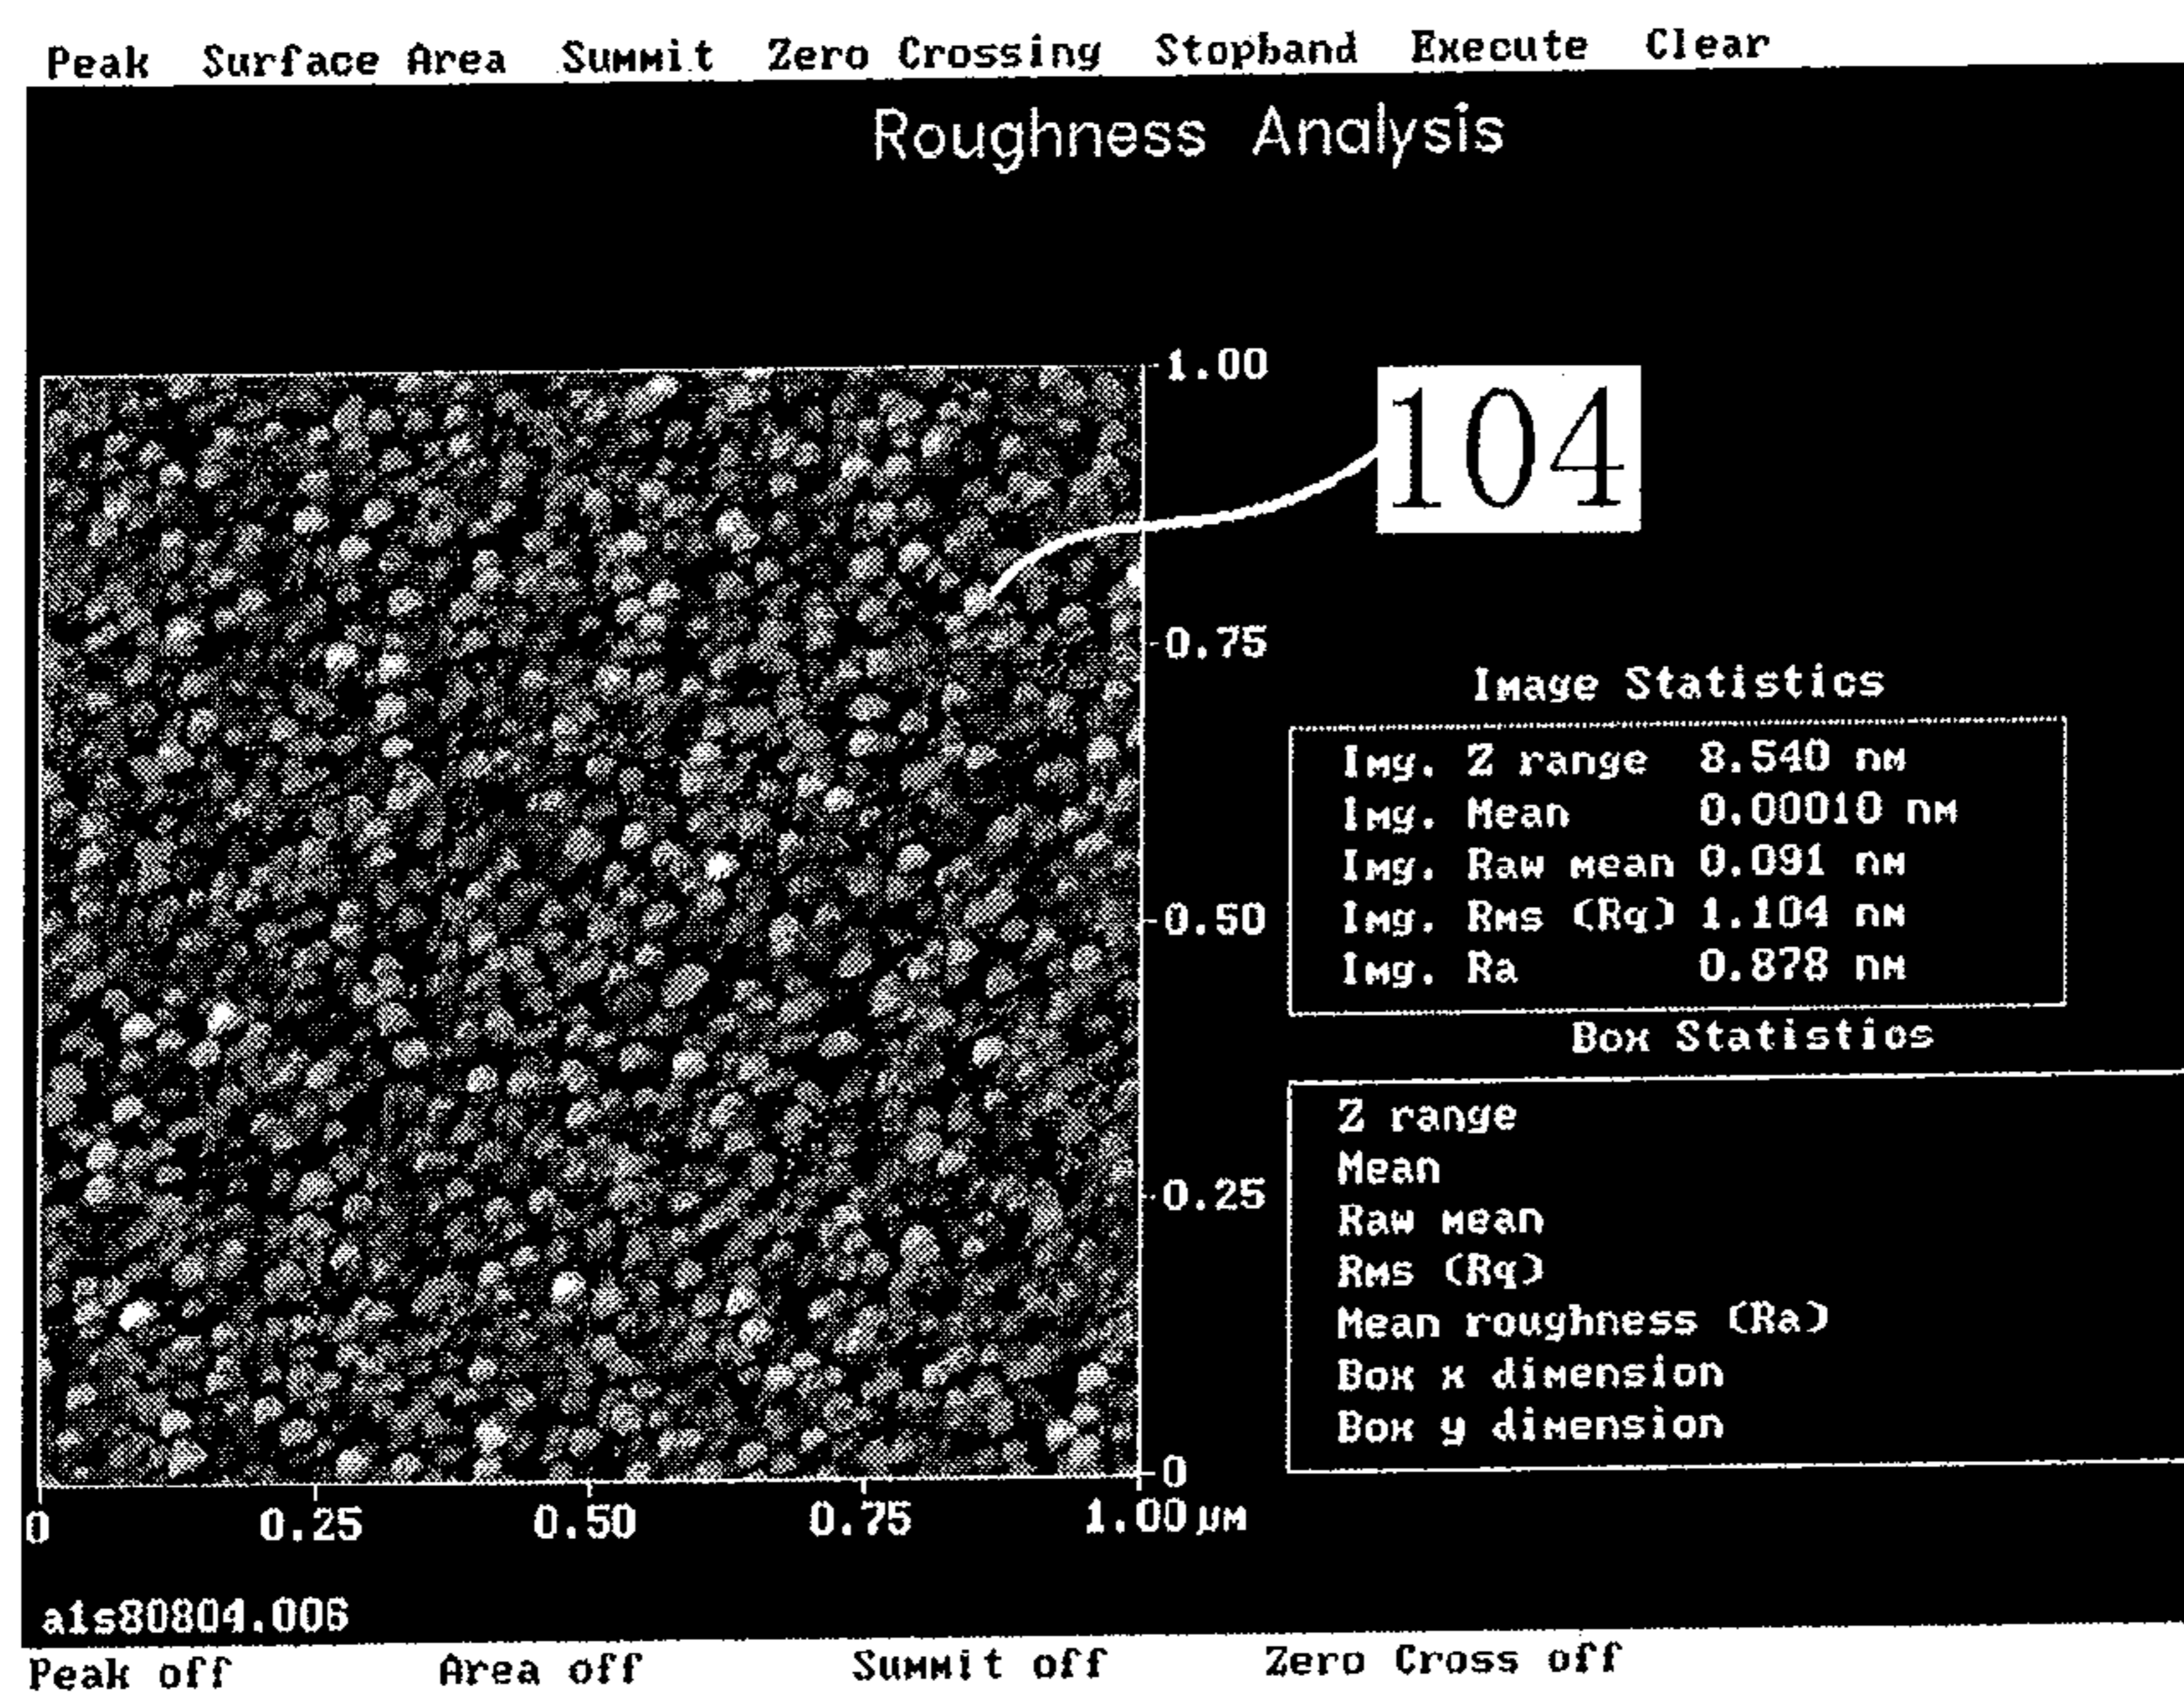 Peak Surface Area Summit Zero Crossing Stopband Execute Clear
Roughness Analysis
1.00
104
0.75
Image Statistics
Img. Z range 8.540 nm
Img. Mean 0.00010 nm
Img. Raw mean 0.091 nm
0.50
Img. Rms (Rq) 1.104 nm
Img. Ra 0.878 nm
Box Statistics
Z range
Mean
0.25
Raw mean
Rms (Rq)
Mean roughness (Ra)
Box x dimension
Box y dimension
0
0 0.25 0.50 0.75 1.00 µm
a1s80804.006
Peak off Area off Summit off Zero Cross off